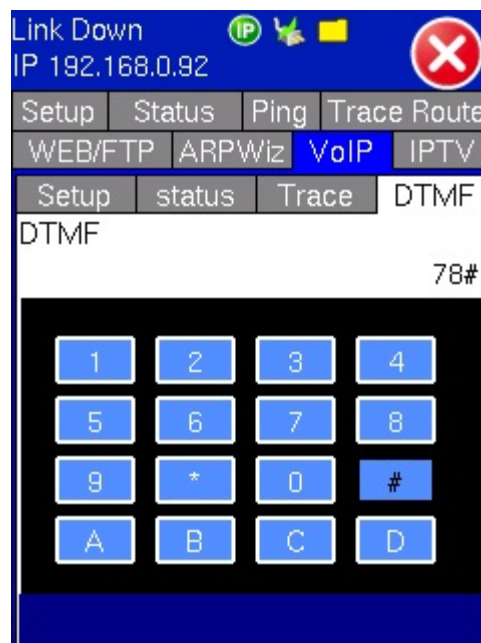 Link Down IP
IP 192.168.0.92
Setup Status Ping Trace Route
WEB/FTP ARPWiz VoIP IPTV
Setup status Trace DTMF
DTMF
78#
1 2 3 4
5 6 7 8
9 * 0 #
A B C D